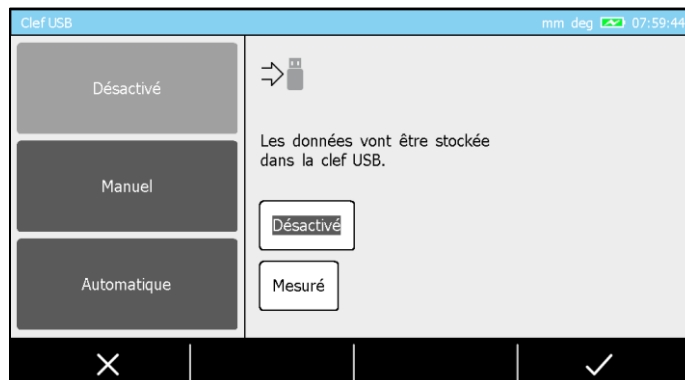 Clef USB
mm deg 07:59:44
Désactivé
Manuel
Automatique
Les données vont être stockée
dans la clef USB.
Désactivé
Mesuré